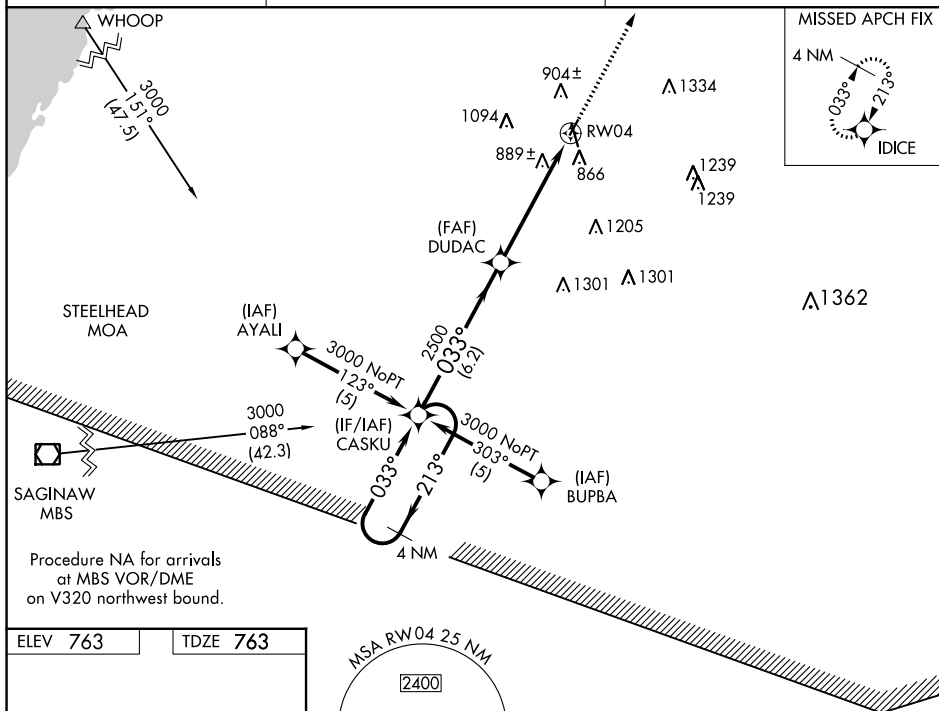 WHOOP
3000
151°
(47.5)
MISSED APCH FIX
4 NM
033°
213°
IDICE
904±
1334
1094
RW04
889±
866
1239
1239
(FAF)
DUDAC
1205
1301
1301
1362
STEELHEAD
MOA
(IAF)
AYALI
3000 NoPT
123°
(5)
2500
033°
(6.2)
3000
088°
(42.3)
(IF/IAF)
CASKU
3000 NoPT
303°
(5)
(IAF)
BUPBA
033°
213°
4 NM
SAGINAW
MBS
Procedure NA for arrivals
at MBS VOR/DME
on V320 northwest bound.
ELEV 763
TDZE 763
MSA RW04 25 NM
2400